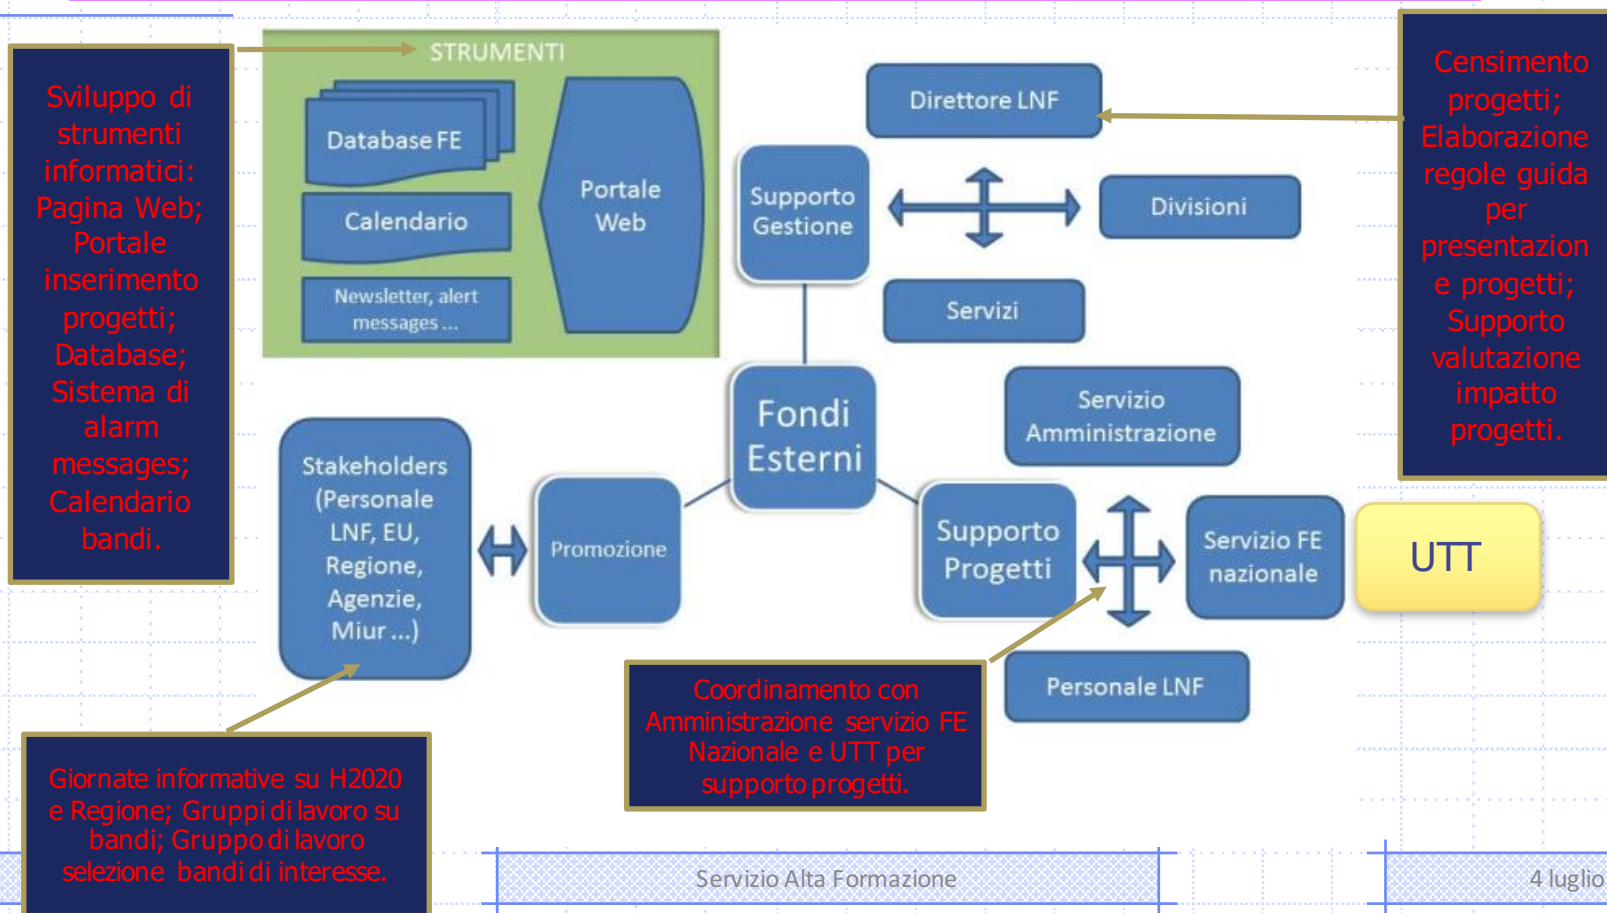 Sviluppo di
strumenti
informatici:
Pagina Web;
Portale
inserimento
progetti;
Database;
Sistema di
alarm
messages;
Calendario
bandi.
STRUMENTI
Database FE
Calendario
Newsletter, alert
messages ...
Portale
Web
Direttore LNF
Supporto
Gestione
Divisioni
Servizi
Censimento
progetti;
Elaborazione
regole guida
per
presentazion
e progetti;
Supporto
valutazione
impatto
progetti.
Fondi
Esterni
Servizio
Amministrazione
Stakeholders
(Personale
LNF, EU,
Regione,
Agenzie,
Miur ...)
Promozione
Supporto
Progetti
Servizio FE
nazionale
UTT
Personale LNF
Coordinamento con
Amministrazione servizio FE
Nazionale e UTT per
supporto progetti.
Giornate informative su H2020
e Regione; Gruppi di lavoro su
bandi; Gruppo di lavoro
selezione bandi di interesse.
Servizio Alta Formazione
4 luglio